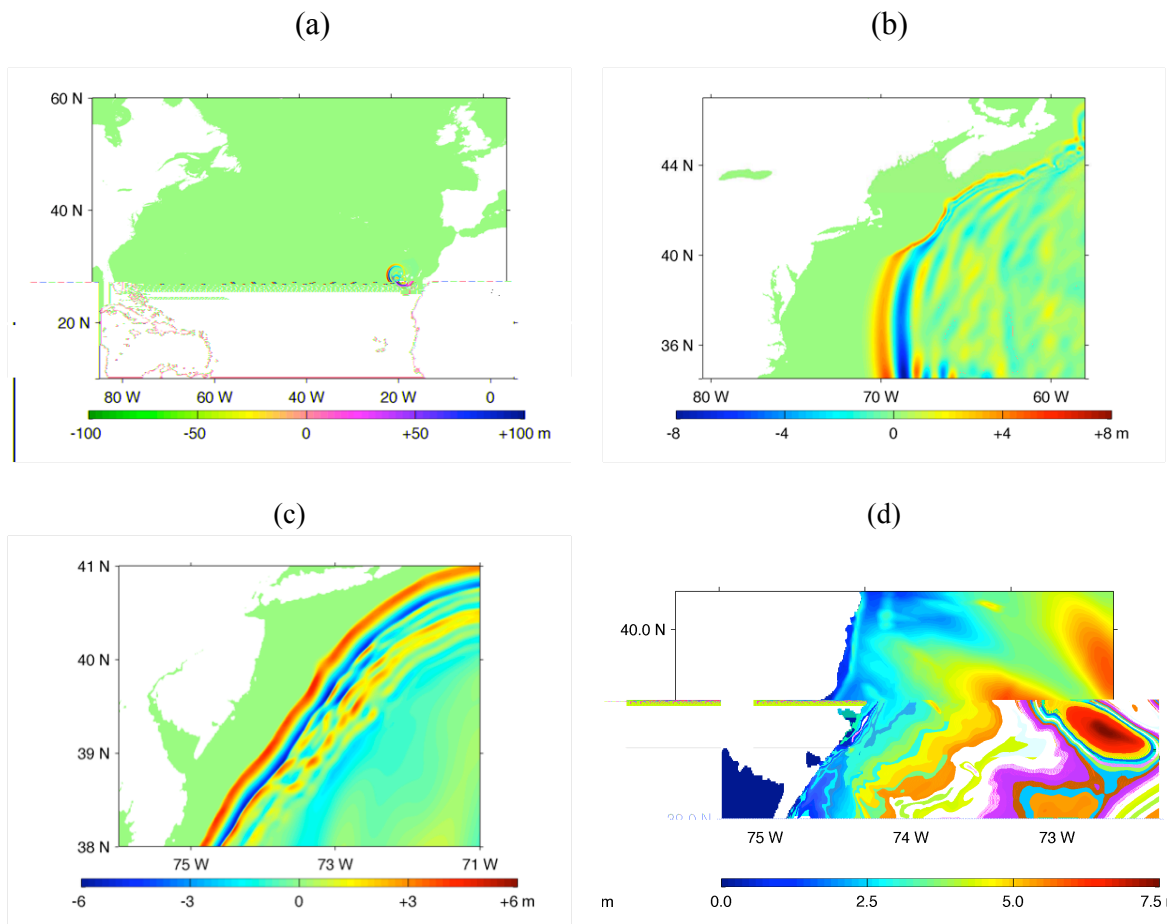 (a)
(b)
60 N
40 N
20 N
80 W 60 W 40 W 20 W 0
-100 -50 0 +50 +100 m
44 N
40 N
36 N
80 W 70 W 60 W
-8 -4 0 +4 +8 m
(c)
(d)
41 N
40 N
39 N
38 N
75 W 73 W 71 W
-6 -3 0 +3 +6 m
40.0 N
75 W 74 W 73 W
m 0.0 2.5 5.0 7.5